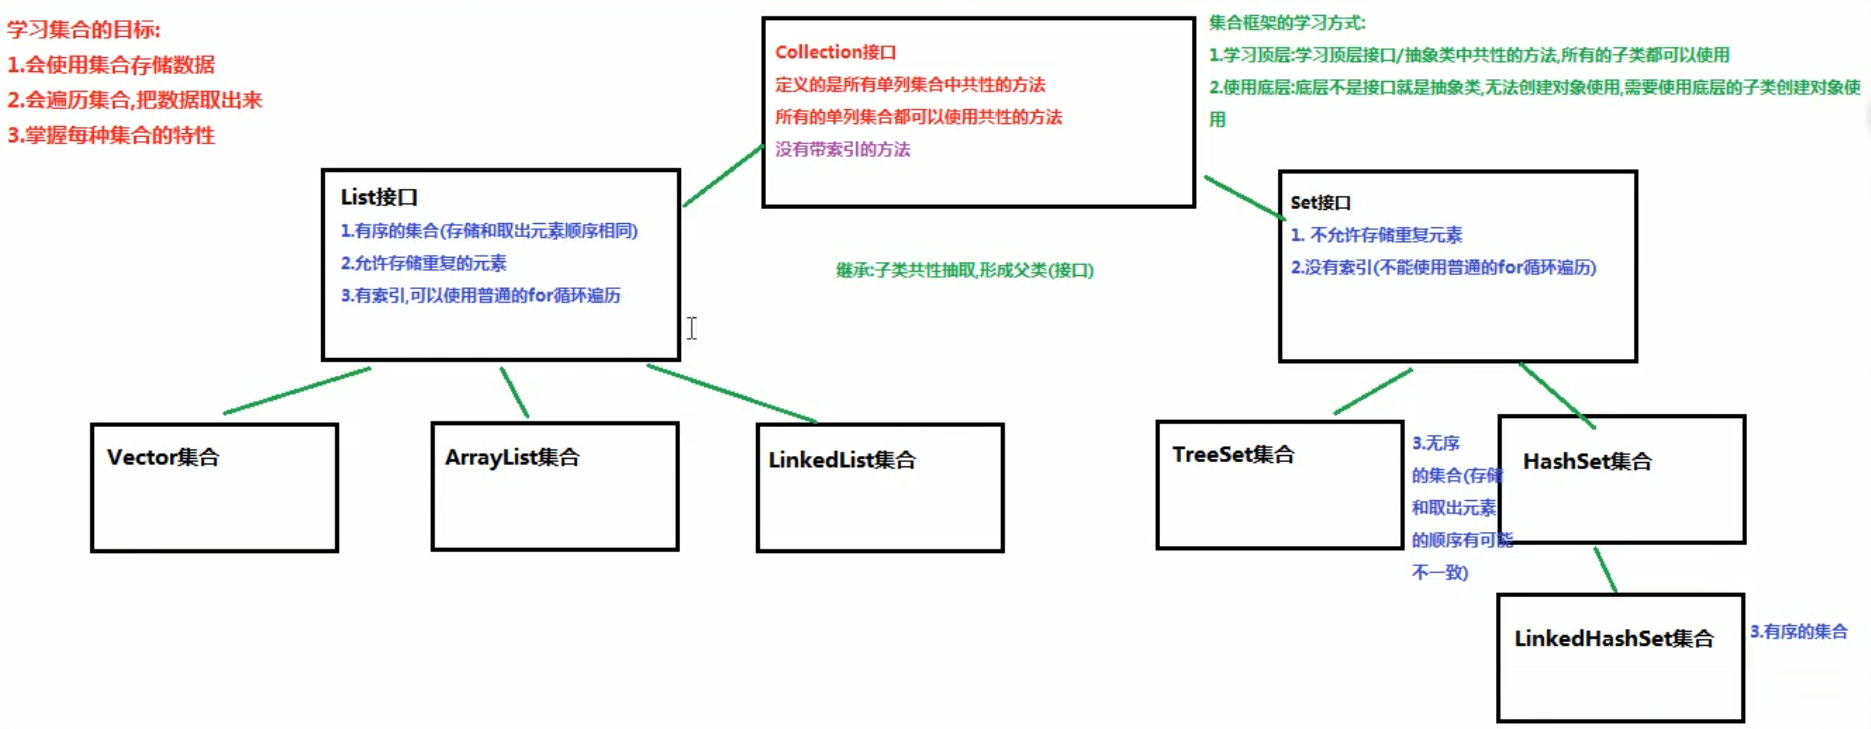 学习集合的目标:
1.会使用集合存储数据
2.会遍历集合,把数据取出来
3.掌握每种集合的特性
Collection接口
定义的是所有单列集合中共性的方法
所有的单列集合都可以使用共性的方法
没有带索引的方法
集合框架的学习方式:
1.学习顶层:学习顶层接口/抽象类中共性的方法,所有的子类都可以使用
2.使用底层:底层不是接口就是抽象类,无法创建对象使用,需要使用底层的子类创建对象使
用
List接口
1.有序的集合(存储和取出元素顺序相同)
2.允许存储重复的元素
3.有索引,可以使用普通的for循环遍历
继承:子类共性抽取,形成父类(接口)
Set接口
1. 不允许存储重复元素
2.没有索引(不能使用普通的for循环遍历)
Vector集合
ArrayList集合
LinkedList集合
TreeSet集合
3.无序
的集合(存储
和取出元素
的顺序有可能
不一致)
HashSet集合
LinkedHashSet集合
3.有序的集合